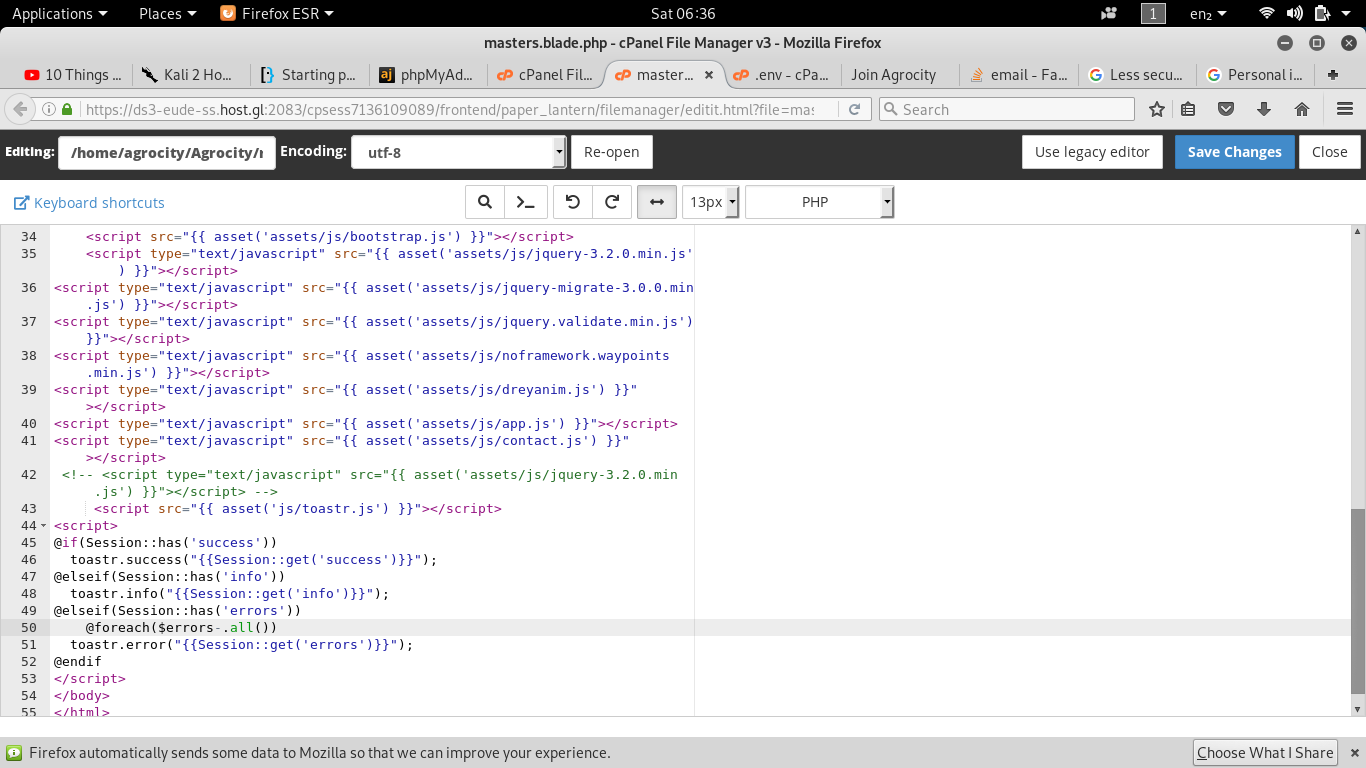 Applications Places Firefox ESR Sat 06:36 1 en₂
masters.blade.php - cPanel File Manager v3 - Mozilla Firefox
10 Things ... Kali 2 Ho... Starting p... phpMyAd... cPanel Fil... master... .env - cPa... Join Agrocity email - Fa... Less secu... Personal i...
https://ds3-eude-ss.host.gl:2083/cpsess7136109089/frontend/paper_lantern/filemanager/editit.html?file=mas Search
Editing: /home/agrocity/Agrocity/r Encoding: utf-8 Re-open Use legacy editor Save Changes Close
Keyboard shortcuts 13px PHP
34     <script src="{{ asset('assets/js/bootstrap.js') }}"></script>
35     <script type="text/javascript" src="{{ asset('assets/js/jquery-3.2.0.min.js'
) }}"></script>
36 <script type="text/javascript" src="{{ asset('assets/js/jquery-migrate-3.0.0.min
.js') }}"></script>
37 <script type="text/javascript" src="{{ asset('assets/js/jquery.validate.min.js')
}}"></script>
38 <script type="text/javascript" src="{{ asset('assets/js/noframework.waypoints
.min.js') }}"></script>
39 <script type="text/javascript" src="{{ asset('assets/js/dreyanim.js') }}"
></script>
40 <script type="text/javascript" src="{{ asset('assets/js/app.js') }}"></script>
41 <script type="text/javascript" src="{{ asset('assets/js/contact.js') }}"
></script>
42  <!-- <script type="text/javascript" src="{{ asset('assets/js/jquery-3.2.0.min
.js') }}"></script> -->
43      <script src="{{ asset('js/toastr.js') }}"></script>
44 <script>
45 @if(Session::has('success'))
46   toastr.success("{{Session::get('success')}}");
47 @elseif(Session::has('info'))
48   toastr.info("{{Session::get('info')}}");
49 @elseif(Session::has('errors'))
50     @foreach($errors-.all())
51   toastr.error("{{Session::get('errors')}}");
52 @endif
53 </script>
54 </body>
55 </html>
Firefox automatically sends some data to Mozilla so that we can improve your experience. Choose What I Share